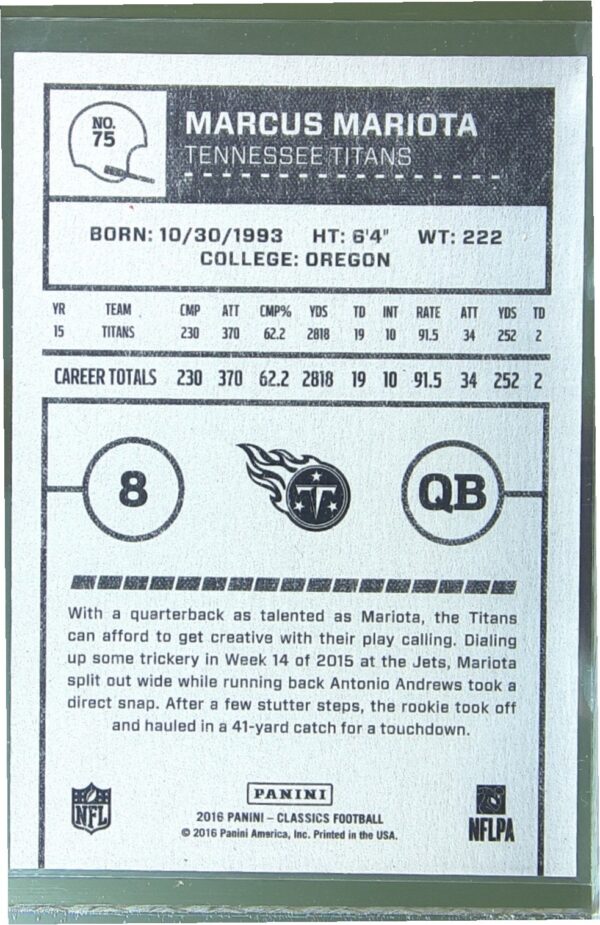 NO.
75
MARCUS MARIOTA
TENNESSEE TITANS
BORN: 10/30/1993 HT: 6'4" WT: 222
COLLEGE: OREGON
YR TEAM CMP ATT CMP% YDS TD INT RATE ATT YDS TD
15 TITANS 230 370 62.2 2818 19 10 91.5 34 252 2
CAREER TOTALS 230 370 62.2 2818 19 10 91.5 34 252 2
8 T QB
With a quarterback as talented as Mariota, the Titans
can afford to get creative with their play calling. Dialing
up some trickery in Week 14 of 2015 at the Jets, Mariota
split out wide while running back Antonio Andrews took a
direct snap. After a few stutter steps, the rookie took off
and hauled in a 41-yard catch for a touchdown.
NFL
PANINI
2016 PANINI – CLASSICS FOOTBALL
© 2016 Panini America, Inc. Printed in the USA.
NFLPA